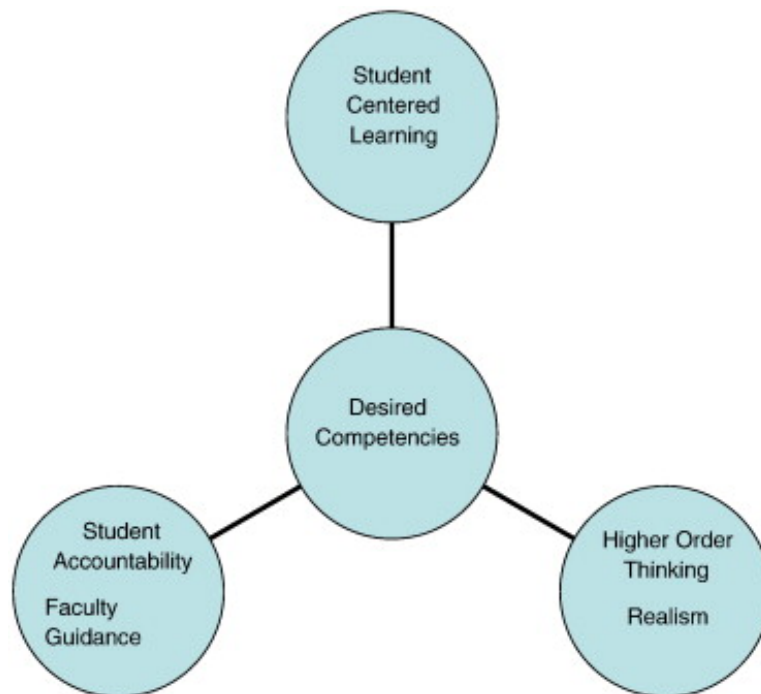 Student
Centered
Learning
Desired
Competencies
Student
Accountability
Faculty
Guidance
Higher Order
Thinking
Realism